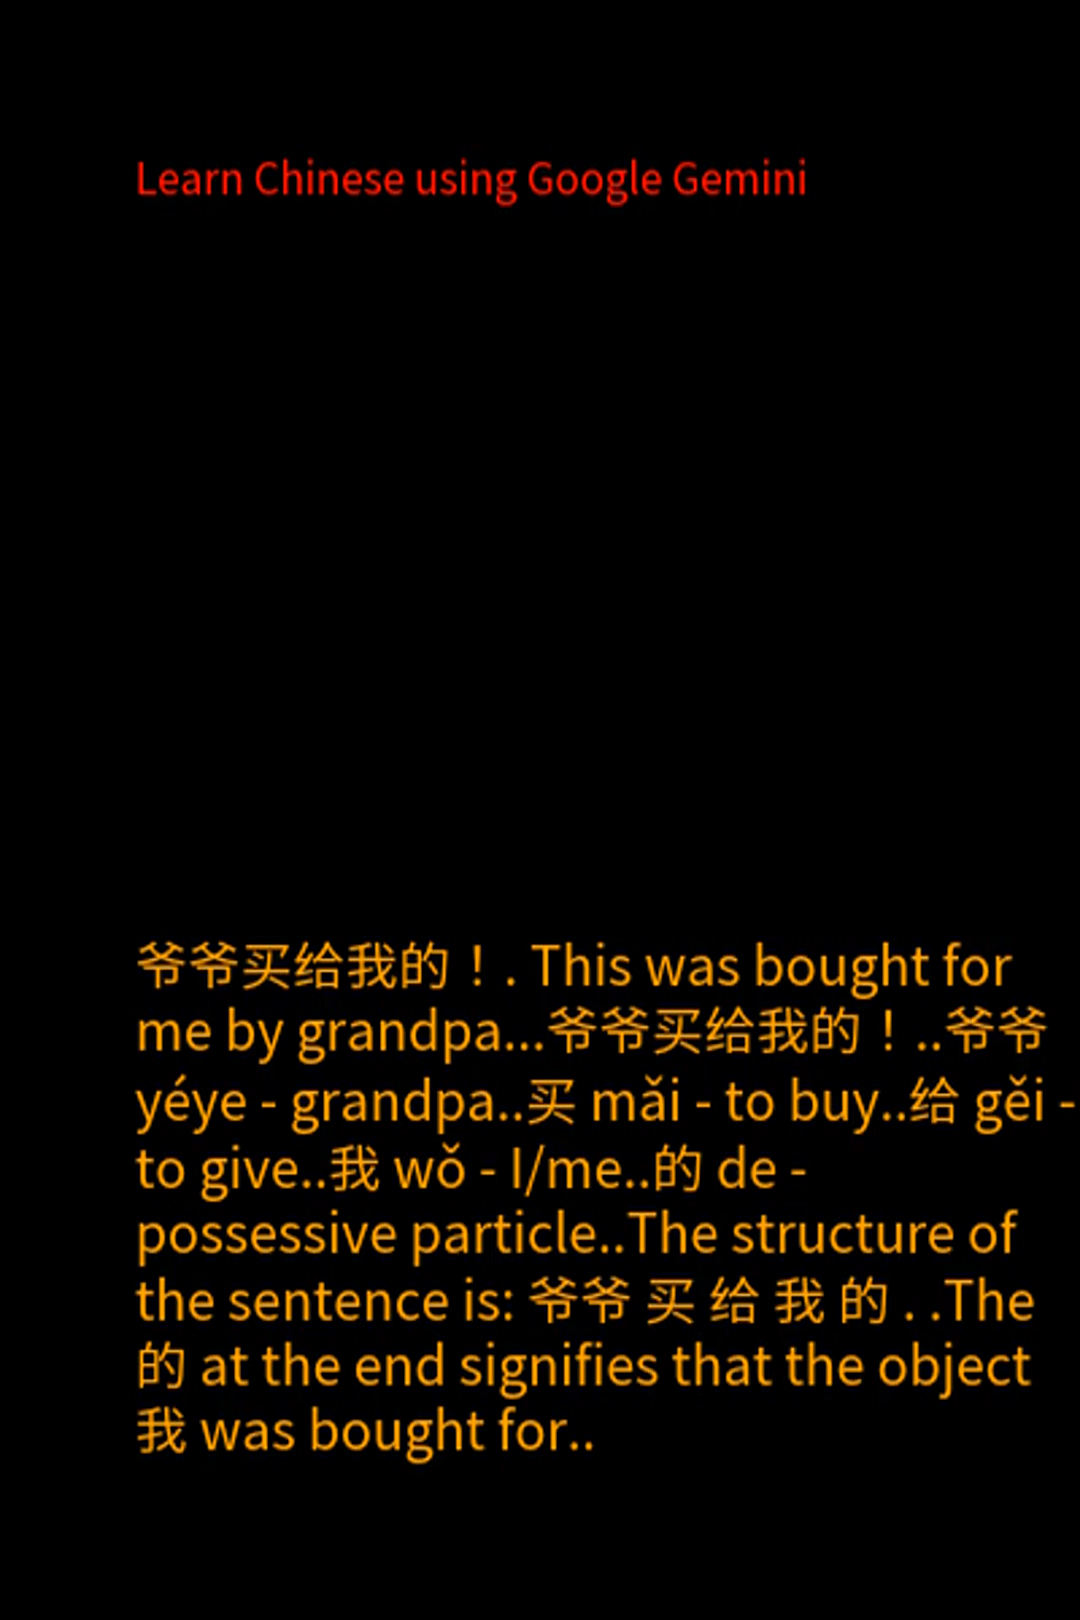 Learn Chinese using Google Gemini
爷爷买给我的！. This was bought for
me by grandpa...爷爷买给我的！..爷爷
yéye - grandpa..买 mǎi - to buy..给 gěi -
to give..我 wǒ - I/me..的 de -
possessive particle..The structure of
the sentence is: 爷爷 买 给 我 的 . .The
的 at the end signifies that the object
我 was bought for..